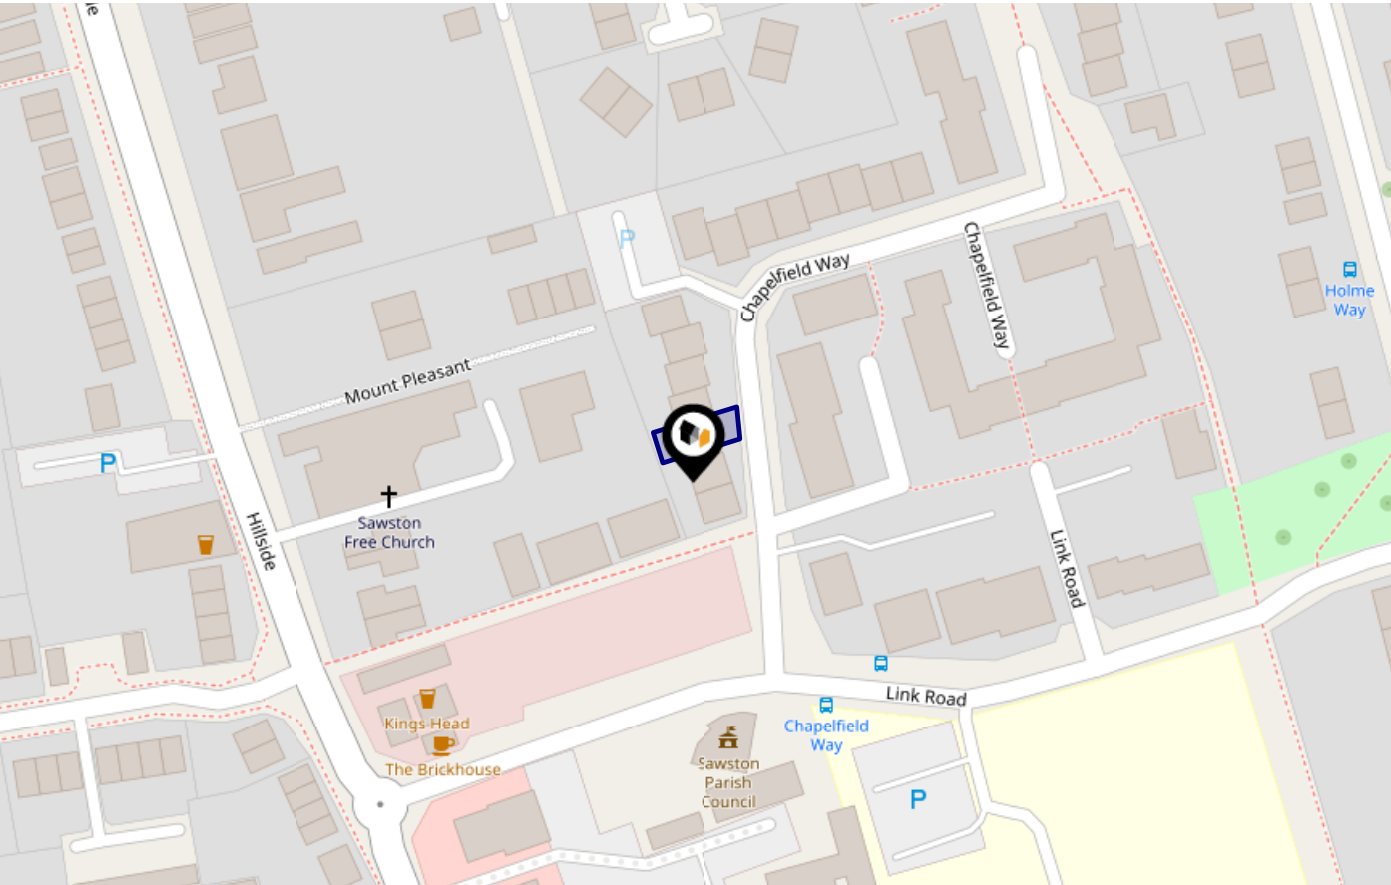 P
Chapelfield Way
Chapelfield Way
Holme
Way
Mount Pleasant
P
Sawston
Free Church
Hillside
Link Road
Kings Head
The Brickhouse
Link Road
Chapelfield
Way
Sawston
Parish
Council
P